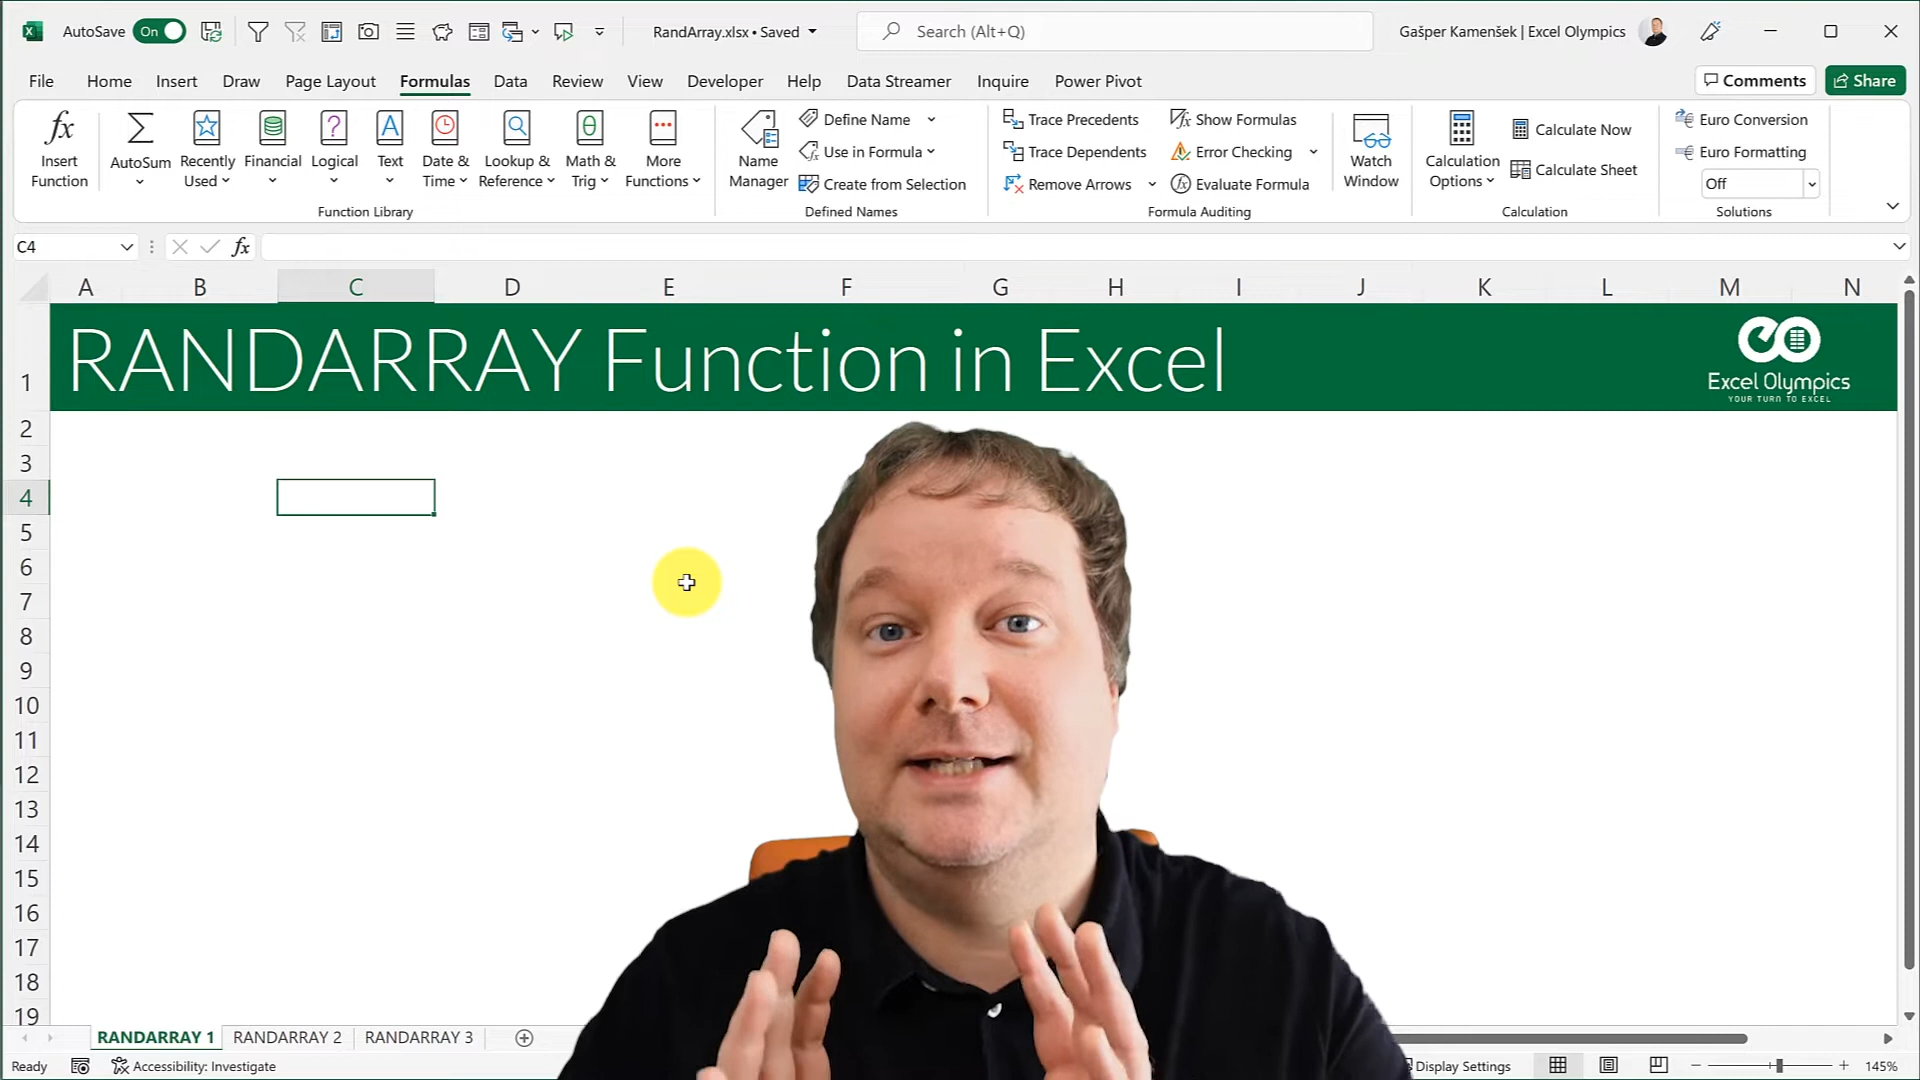 AutoSave On RandArray.xlsx • Saved Search (Alt+Q) Gašper Kamenšek | Excel Olympics
File Home Insert Draw Page Layout Formulas Data Review View Developer Help Data Streamer Inquire Power Pivot Comments Share
Insert Function
AutoSum
Recently Used
Financial
Logical
Text
Date & Time
Lookup & Reference
Math & Trig
More Functions
Function Library
Name Manager
Define Name
Use in Formula
Create from Selection
Defined Names
Trace Precedents
Trace Dependents
Remove Arrows
Show Formulas
Error Checking
Evaluate Formula
Formula Auditing
Watch Window
Calculation Options
Calculate Now
Calculate Sheet
Calculation
Euro Conversion
Euro Formatting
Off
Solutions
C4 fx
A B C D E F G H I J K L M N
1
RANDARRAY Function in Excel
Excel Olympics
YOUR TURN TO EXCEL
2
3
4
5
6
7
8
9
10
11
12
13
14
15
16
17
18
19
RANDARRAY 1 RANDARRAY 2 RANDARRAY 3
Ready Accessibility: Investigate Display Settings 145%